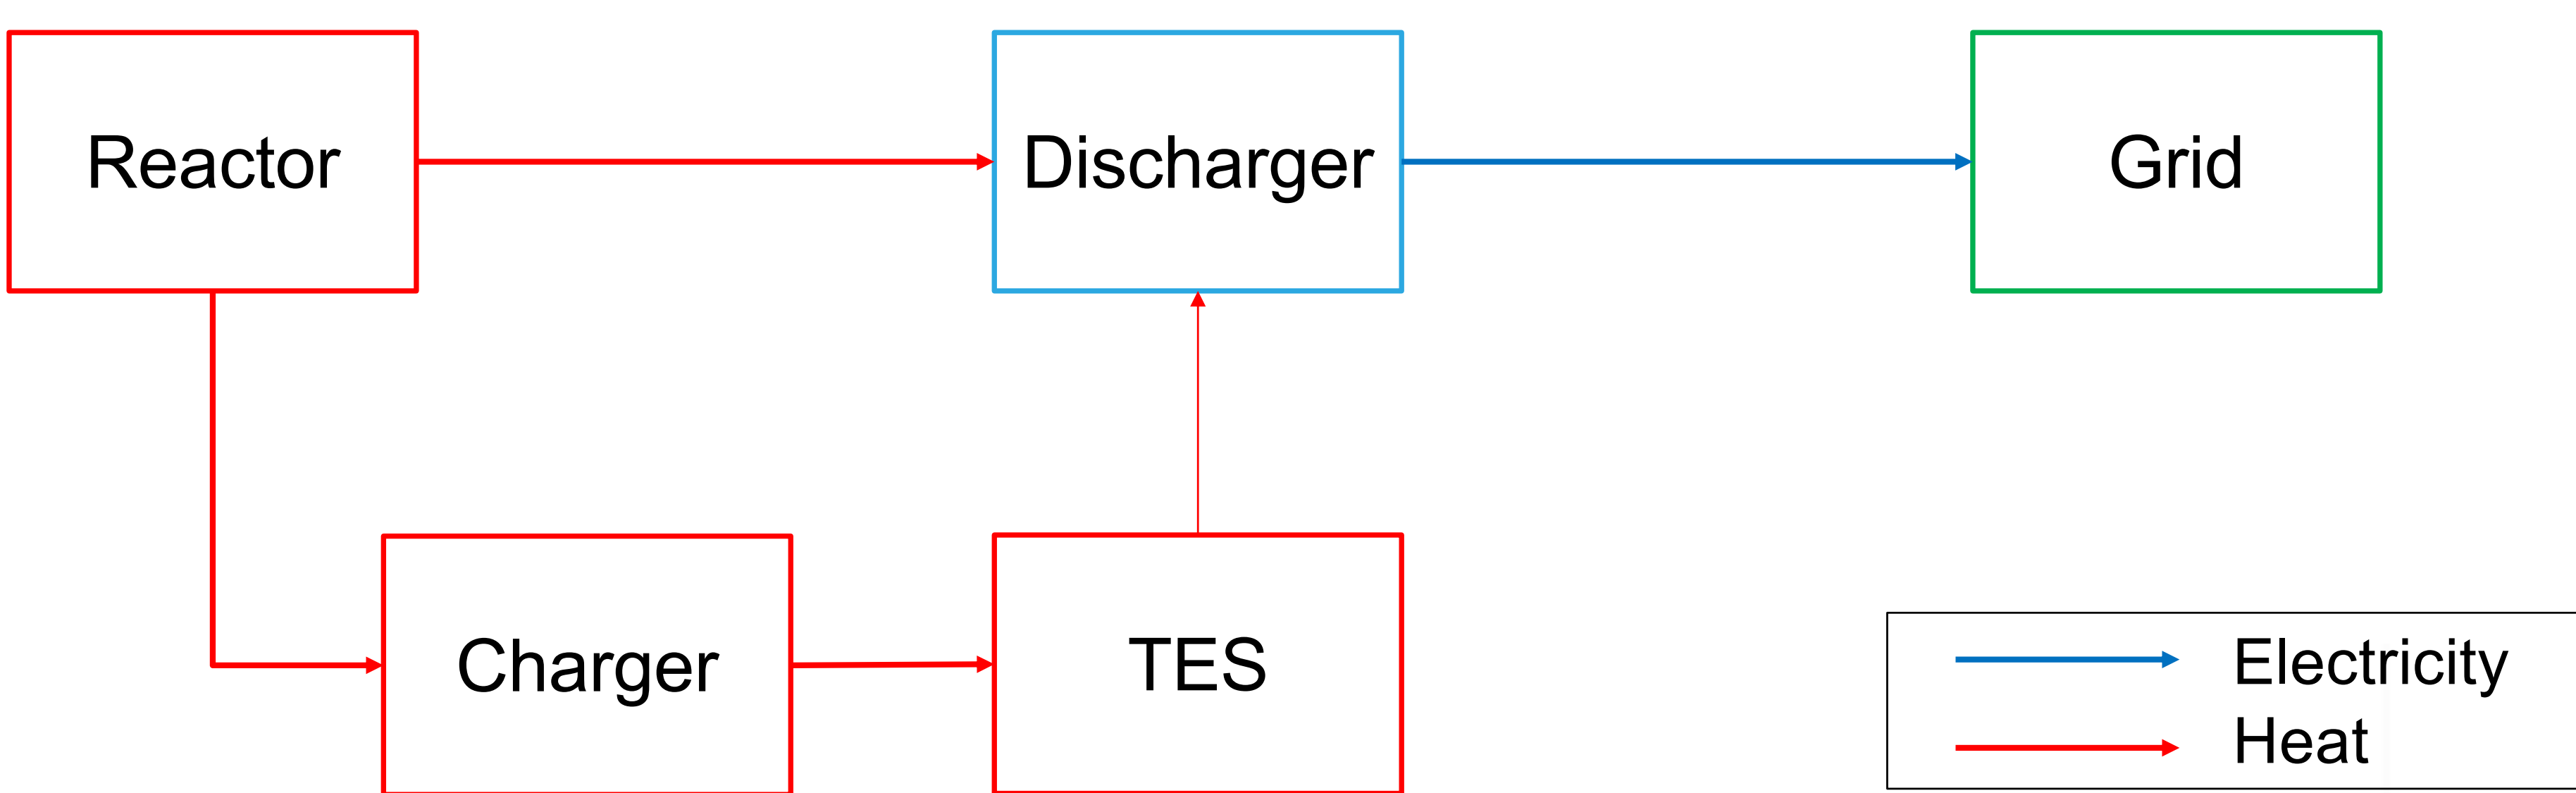 Reactor
Discharger
Grid
Charger
TES
Electricity
Heat